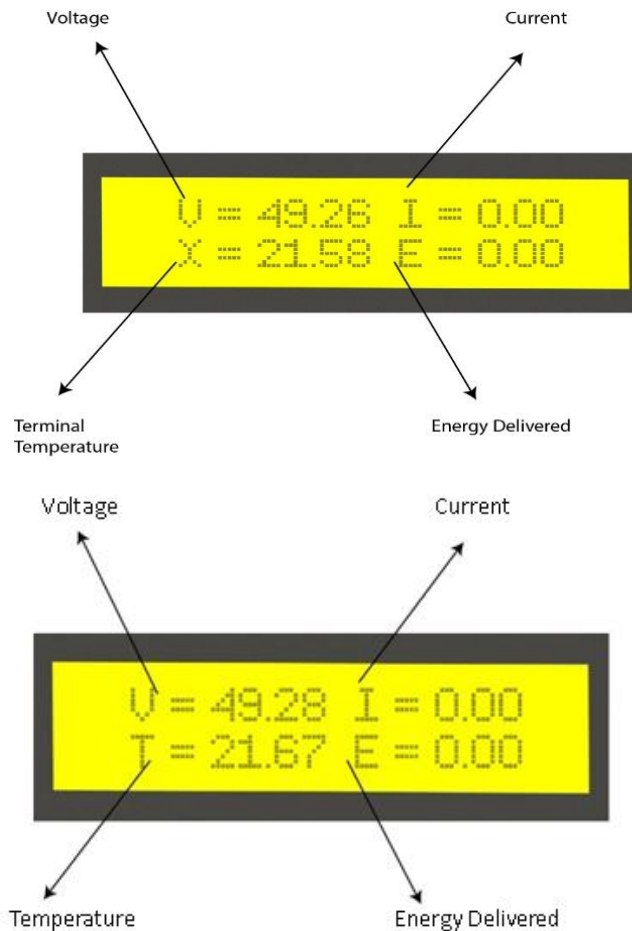 Voltage Current
V = 49.26 I = 0.00
X = 21.58 E = 0.00
Terminal Energy Delivered
Temperature
Voltage Current
V = 49.28 I = 0.00
T = 21.67 E = 0.00
Temperature Energy Delivered